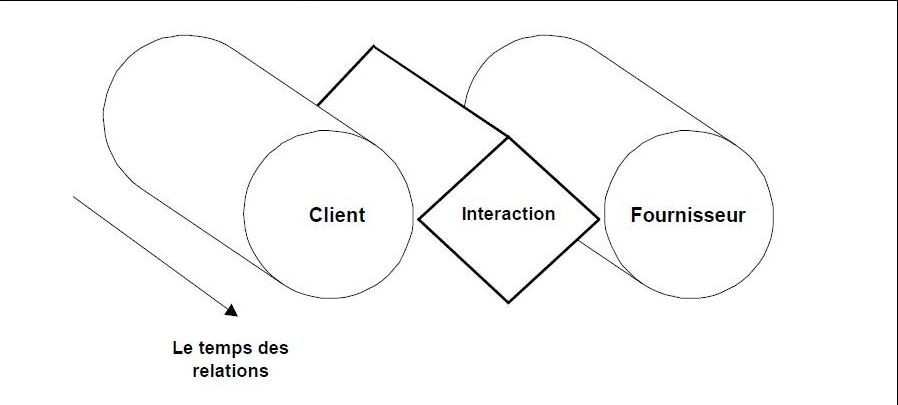 Client
Interaction
Fournisseur
Le temps des
relations